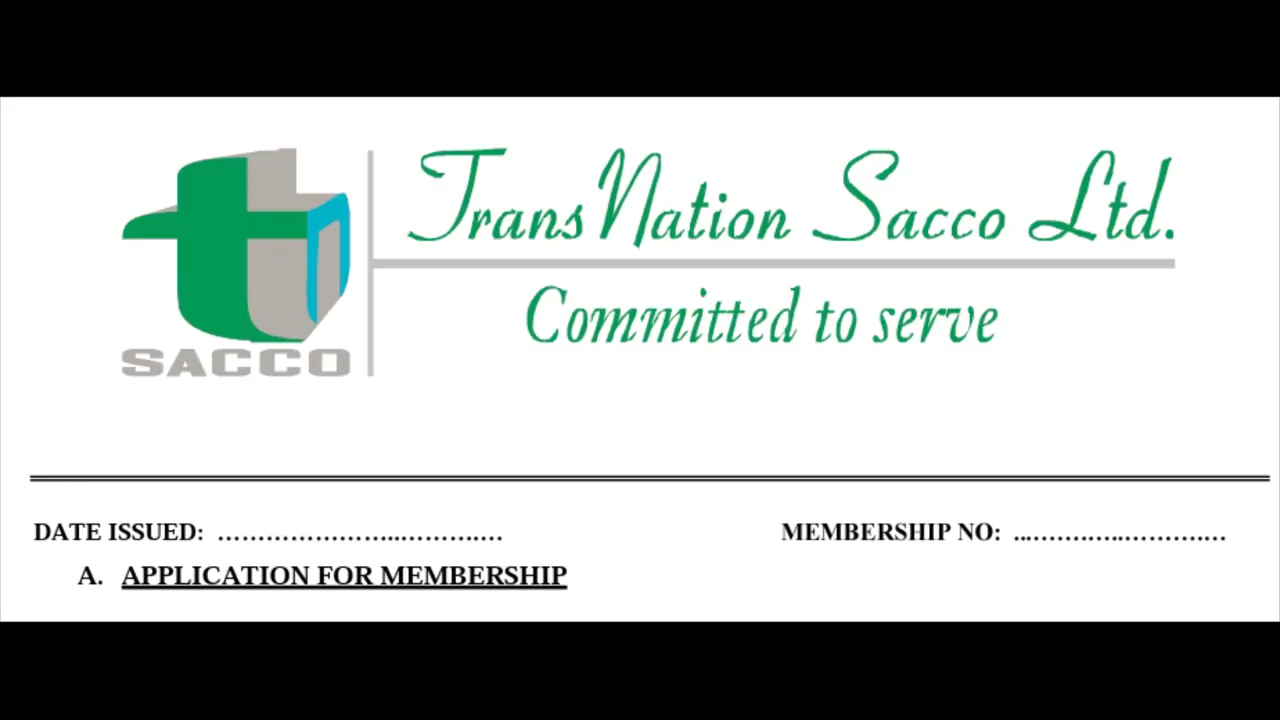 TransNation Sacco Ltd.
Committed to serve
SACCO
DATE ISSUED: …………………...……….…
MEMBERSHIP NO: ...…….…..……….…
A. APPLICATION FOR MEMBERSHIP